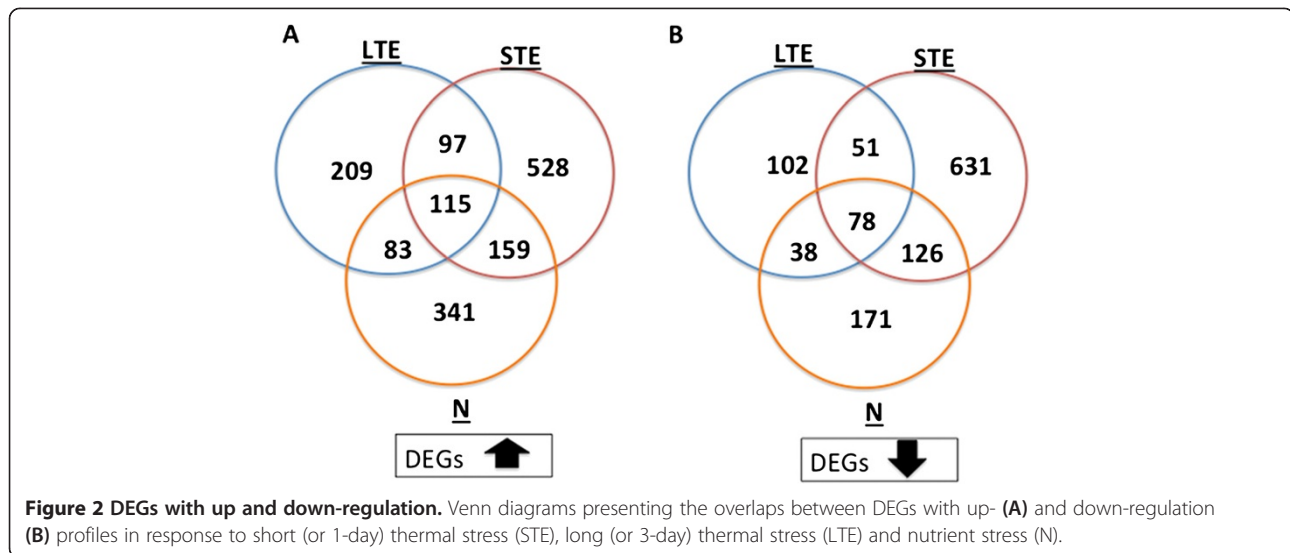 A
B
LTE
STE
LTE
STE
97
209
528
115
83
159
341
51
102
631
78
38
126
171
N
N
DEGs
DEGs
Figure 2 DEGs with up and down-regulation. Venn diagrams presenting the overlaps between DEGs with up- (A) and down-regulation
(B) profiles in response to short (or 1-day) thermal stress (STE), long (or 3-day) thermal stress (LTE) and nutrient stress (N).